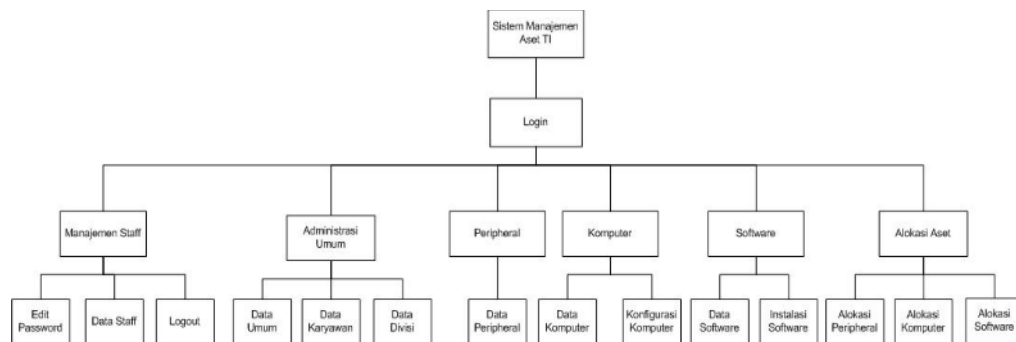 Sistem Manajemen
Aset TI
Login
Manajemen Staff
Administrasi
Umum
Peripheral
Komputer
Software
Alokasi Aset
Edit
Password
Data Staff
Logout
Data
Umum
Data
Karyawan
Data
Divisi
Data
Peripheral
Data
Komputer
Konfigurasi
Komputer
Data
Software
Instalasi
Software
Alokasi
Peripheral
Alokasi
Komputer
Alokasi
Software